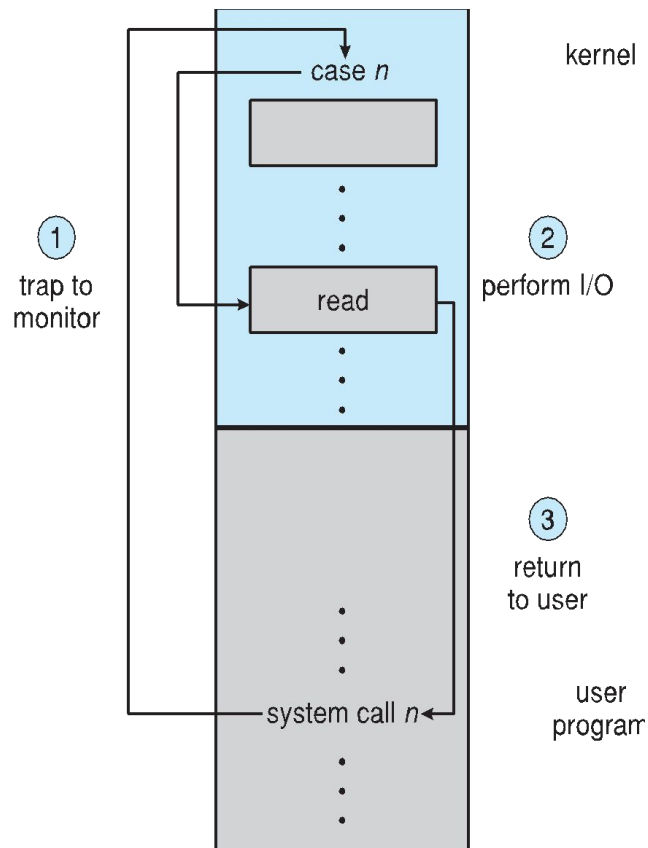 kernel
case n
1
trap to
monitor
2
perform I/O
read
3
return
to user
system call n
user
program